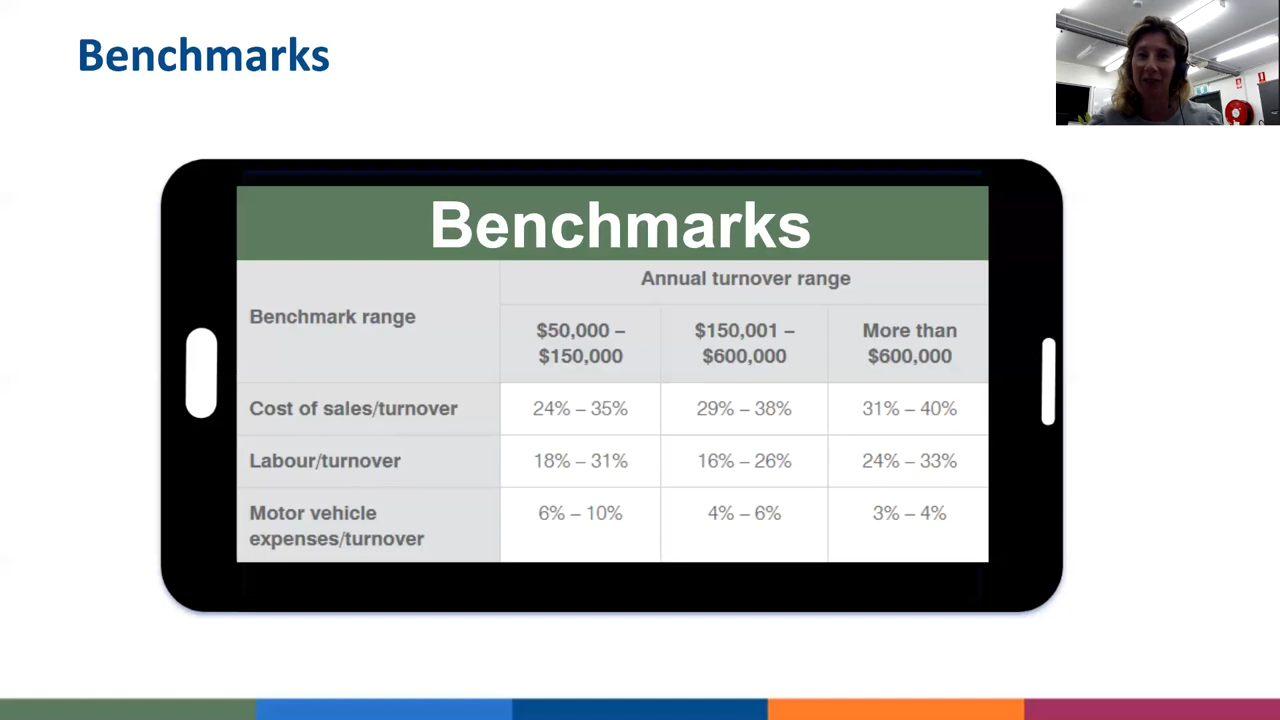 Benchmarks
Benchmarks
Benchmark range
Annual turnover range
$50,000 –
$150,000
$150,001 –
$600,000
More than
$600,000
Cost of sales/turnover
24% – 35%
29% – 38%
31% – 40%
Labour/turnover
18% – 31%
16% – 26%
24% – 33%
Motor vehicle
expenses/turnover
6% – 10%
4% – 6%
3% – 4%